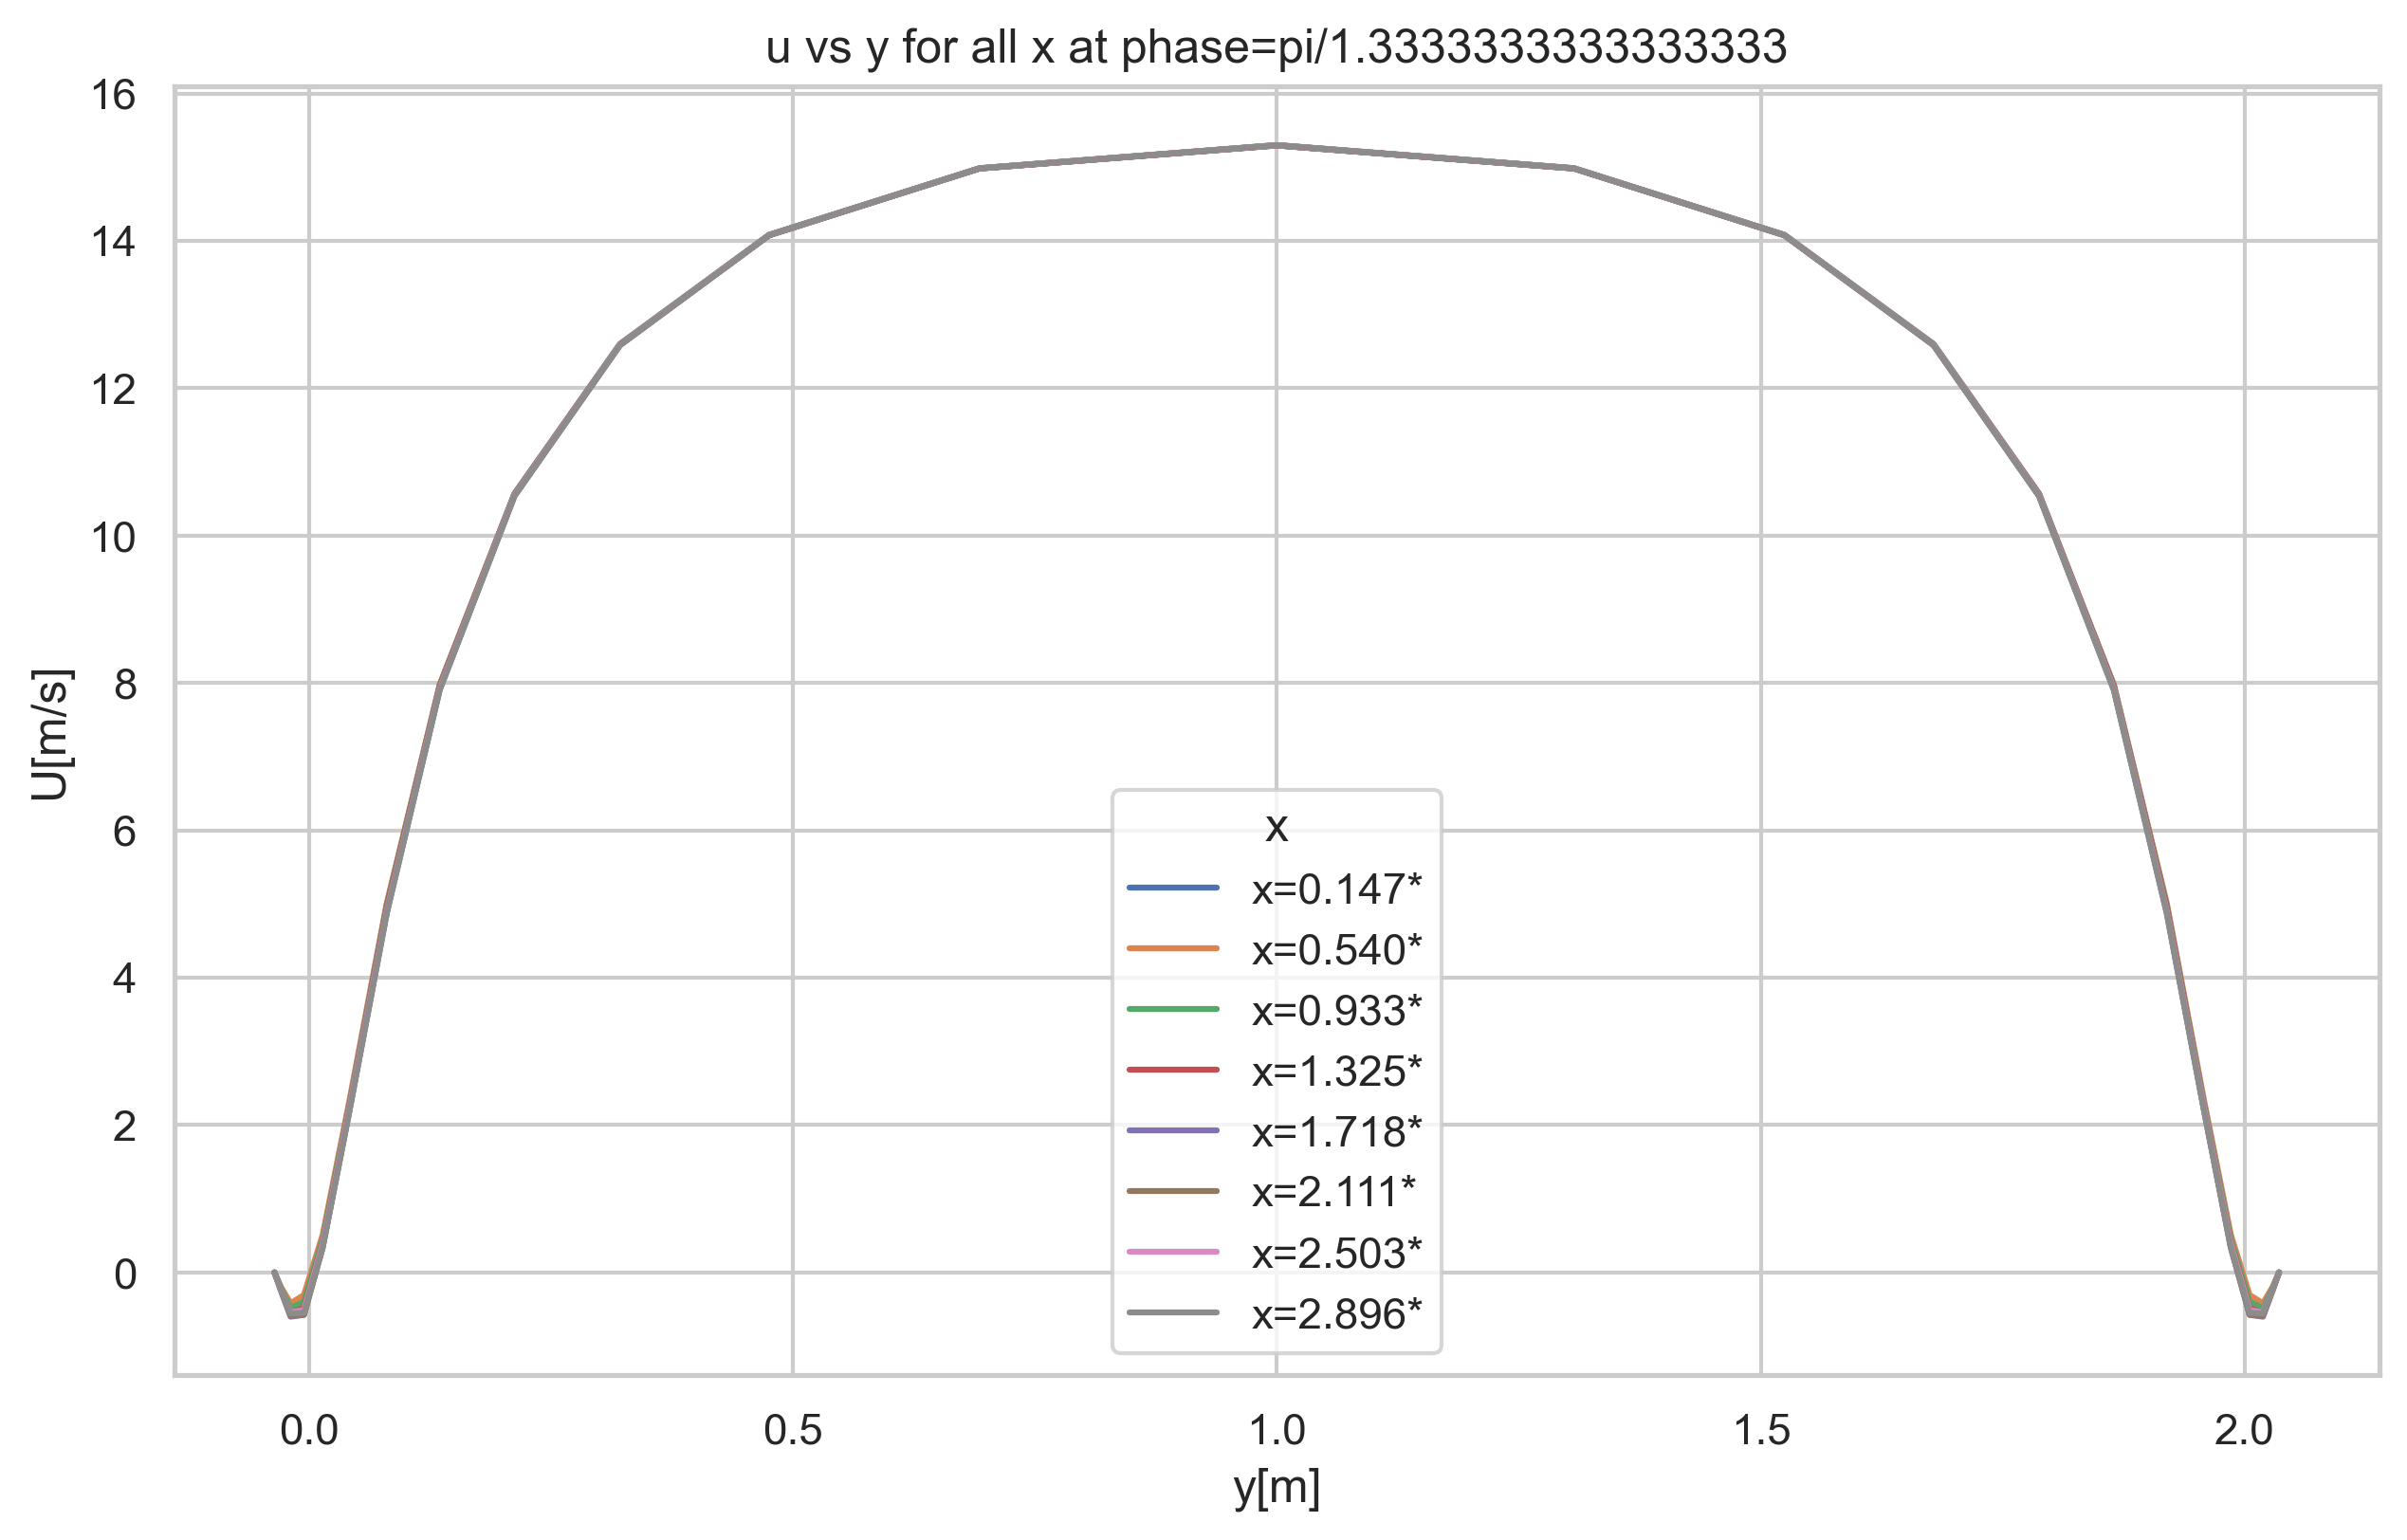 u vs y for all x at phase=pi/1.3333333333333333
16
14
12
10
8
6
4
2
0
U[m/s]
x
x=0.147*
x=0.540*
x=0.933*
x=1.325*
x=1.718*
x=2.111*
x=2.503*
x=2.896*
0.0 0.5 1.0 1.5 2.0
y[m]